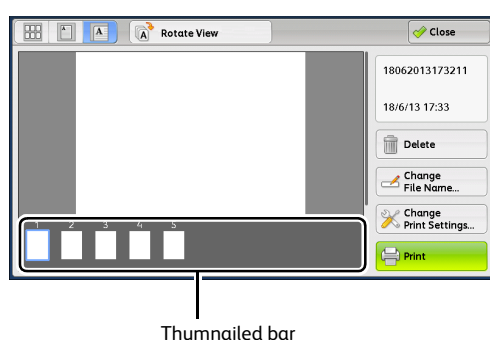 A
A
Rotate View
Close
18062013173211
18/6/13 17:33
Delete
Change
File Name...
Change
Print Settings...
Print
1 2 3 4 5
Thumnailed bar